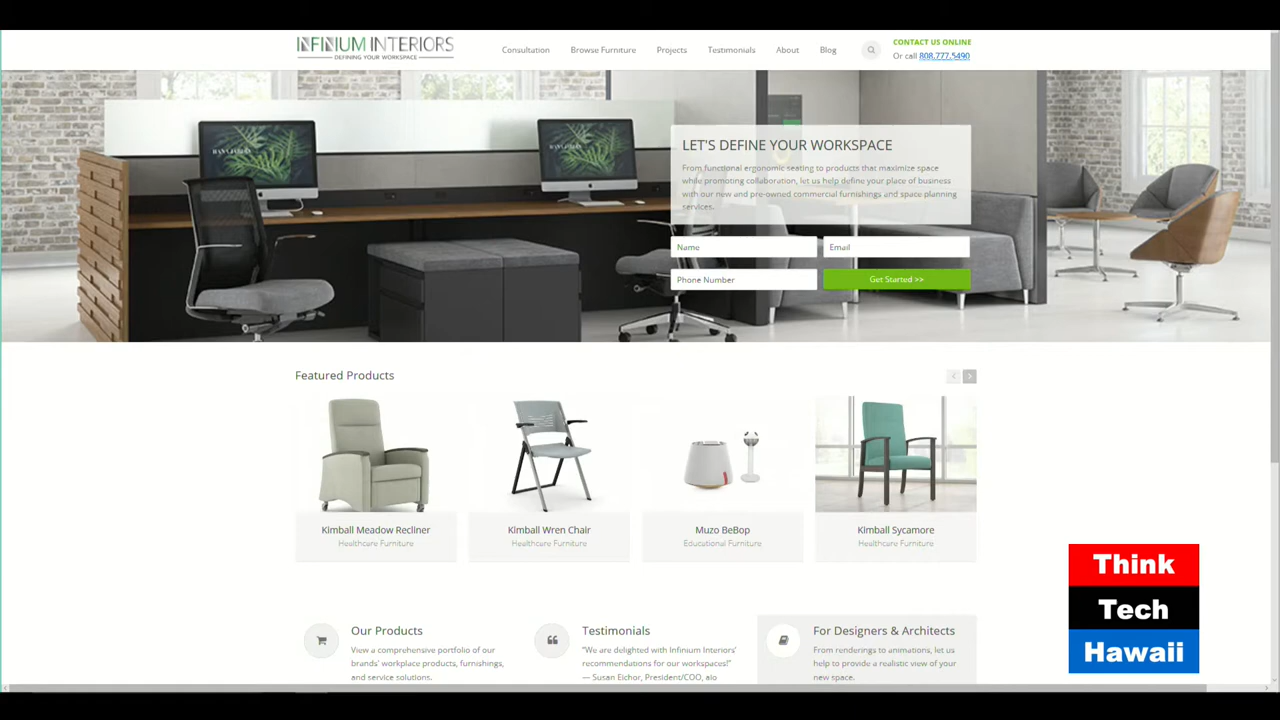 INFINIUM INTERIORS
DEFINING YOUR WORKSPACE
Consultation
Browse Furniture
Projects
Testimonials
About
Blog
CONTACT US ONLINE
Or call 808.777.5490
LET'S DEFINE YOUR WORKSPACE
From functional ergonomic seating to products that maximize space
while promoting collaboration, let us help define your place of business
with our new and pre-owned commercial furnishings and space planning
services.
Name
Email
Phone Number
Get Started >>
Featured Products
Kimball Meadow Recliner
Healthcare Furniture
Kimball Wren Chair
Healthcare Furniture
Muzo BeBop
Educational Furniture
Kimball Sycamore
Healthcare Furniture
Our Products
View a comprehensive portfolio of our
brands' workplace products, furnishings,
and service solutions.
Testimonials
"We are delighted with Infinium Interiors'
recommendations for our workspaces!"
— Susan Eichor, President/COO, aio
For Designers & Architects
From renderings to animations, let us
help to provide a realistic view of your
new space.
Think
Tech
Hawaii